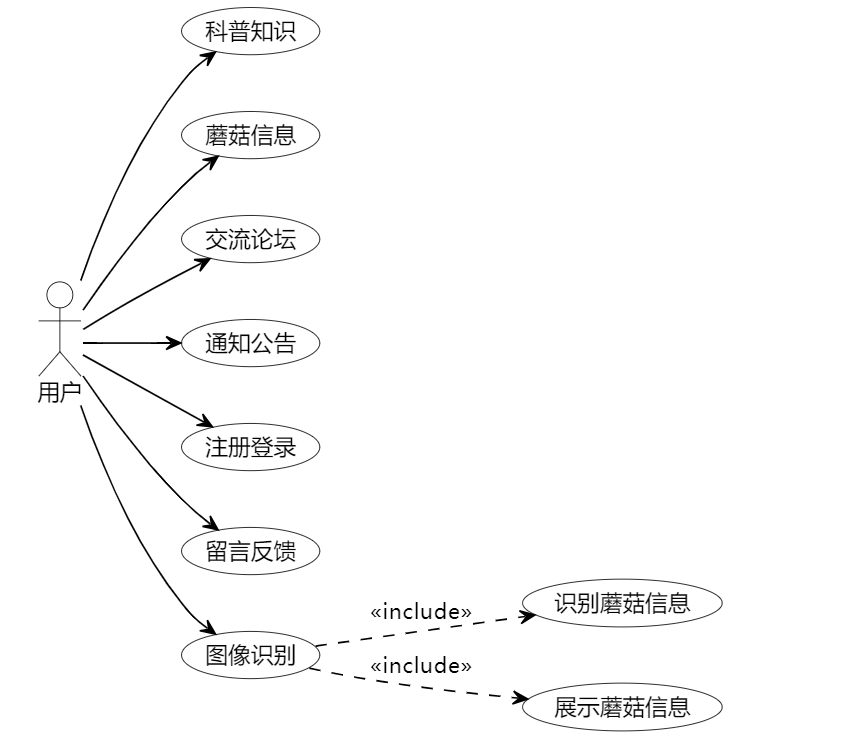 科普知识
蘑菇信息
交流论坛
通知公告
用户
注册登录
留言反馈
«include»
识别蘑菇信息
图像识别
«include»
展示蘑菇信息